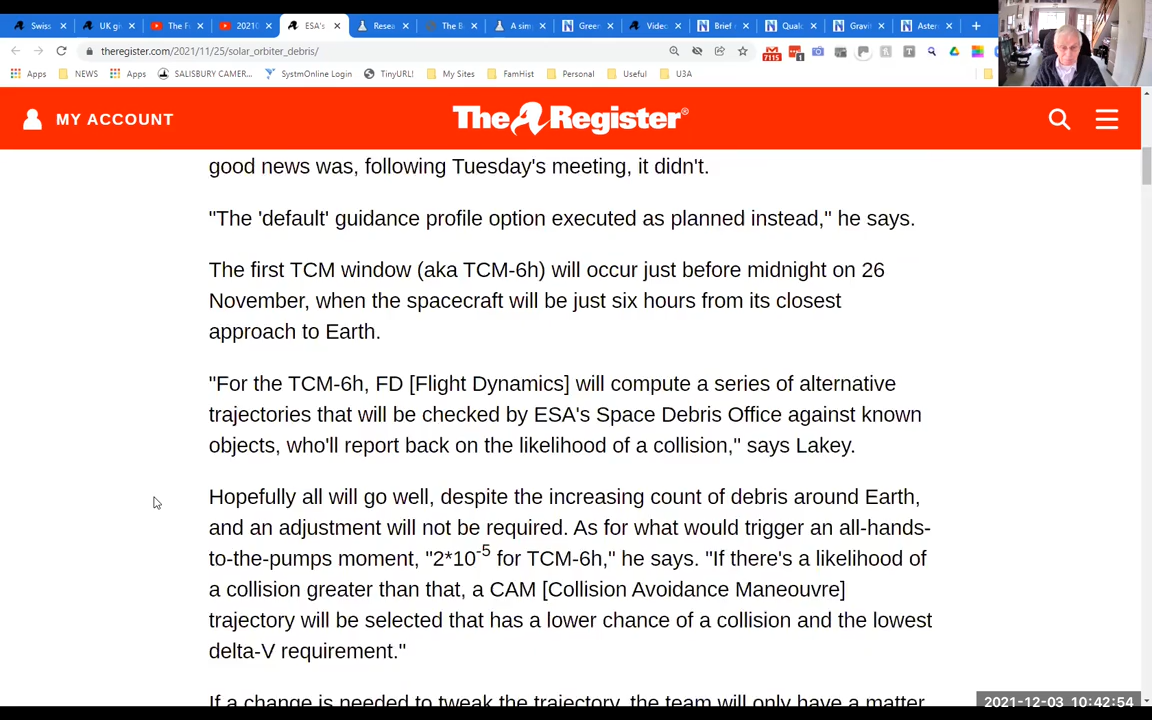 Swiss
UK gi
The F
20210
ESA's
Resea
The B
A sim
Green
Video
Brief
Quak
Gravit
Aster
theregister.com/2021/11/25/solar_orbiter_debris/
7115
1
Apps
NEWS
Apps
SALISBURY CAMER...
SystmOnline Login
TinyURL!
My Sites
FamHist
Personal
Useful
U3A
MY ACCOUNT
The Register®
good news was, following Tuesday's meeting, it didn't.
"The 'default' guidance profile option executed as planned instead," he says.
The first TCM window (aka TCM-6h) will occur just before midnight on 26
November, when the spacecraft will be just six hours from its closest
approach to Earth.
"For the TCM-6h, FD [Flight Dynamics] will compute a series of alternative
trajectories that will be checked by ESA's Space Debris Office against known
objects, who'll report back on the likelihood of a collision," says Lakey.
Hopefully all will go well, despite the increasing count of debris around Earth,
and an adjustment will not be required. As for what would trigger an all-hands-
to-the-pumps moment, "2*10-5 for TCM-6h," he says. "If there's a likelihood of
a collision greater than that, a CAM [Collision Avoidance Maneouvre]
trajectory will be selected that has a lower chance of a collision and the lowest
delta-V requirement."
If a change is needed to tweak the trajectory, the team will only have a matter
2021-12-03 10:42:54